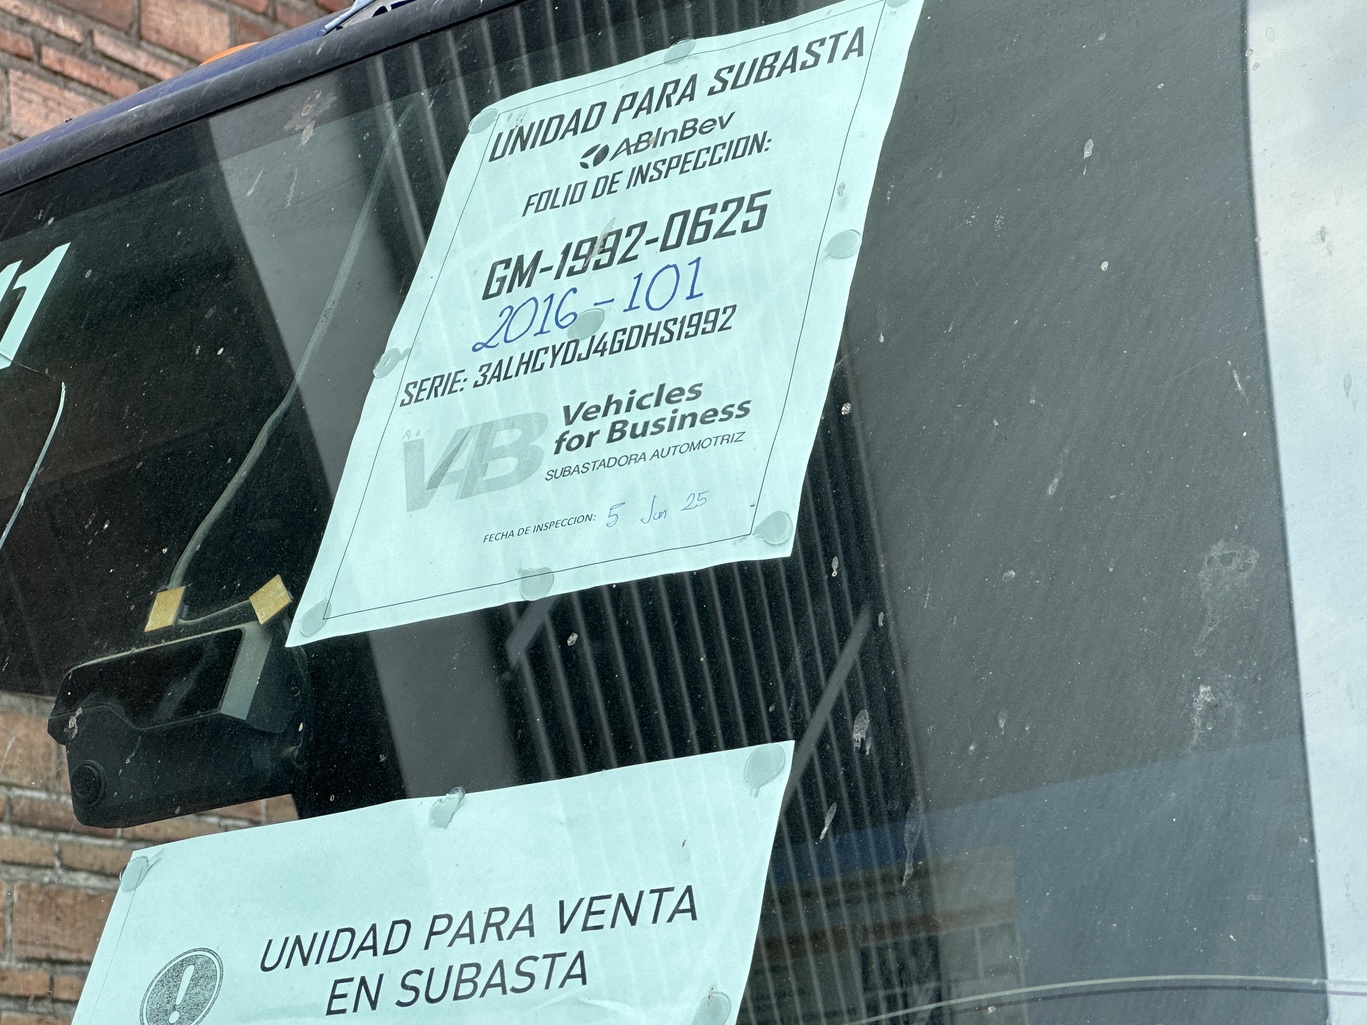 UNIDAD PARA SUBASTA
ABInBev
FOLIO DE INSPECCION:
GM-1992-0625
2016-101
SERIE: 3ALHCYDJ4GDHS1992
VAB Vehicles
for Business
SUBASTADORA AUTOMOTRIZ
FECHA DE INSPECCION: 5 Jun 25
UNIDAD PARA VENTA
EN SUBASTA